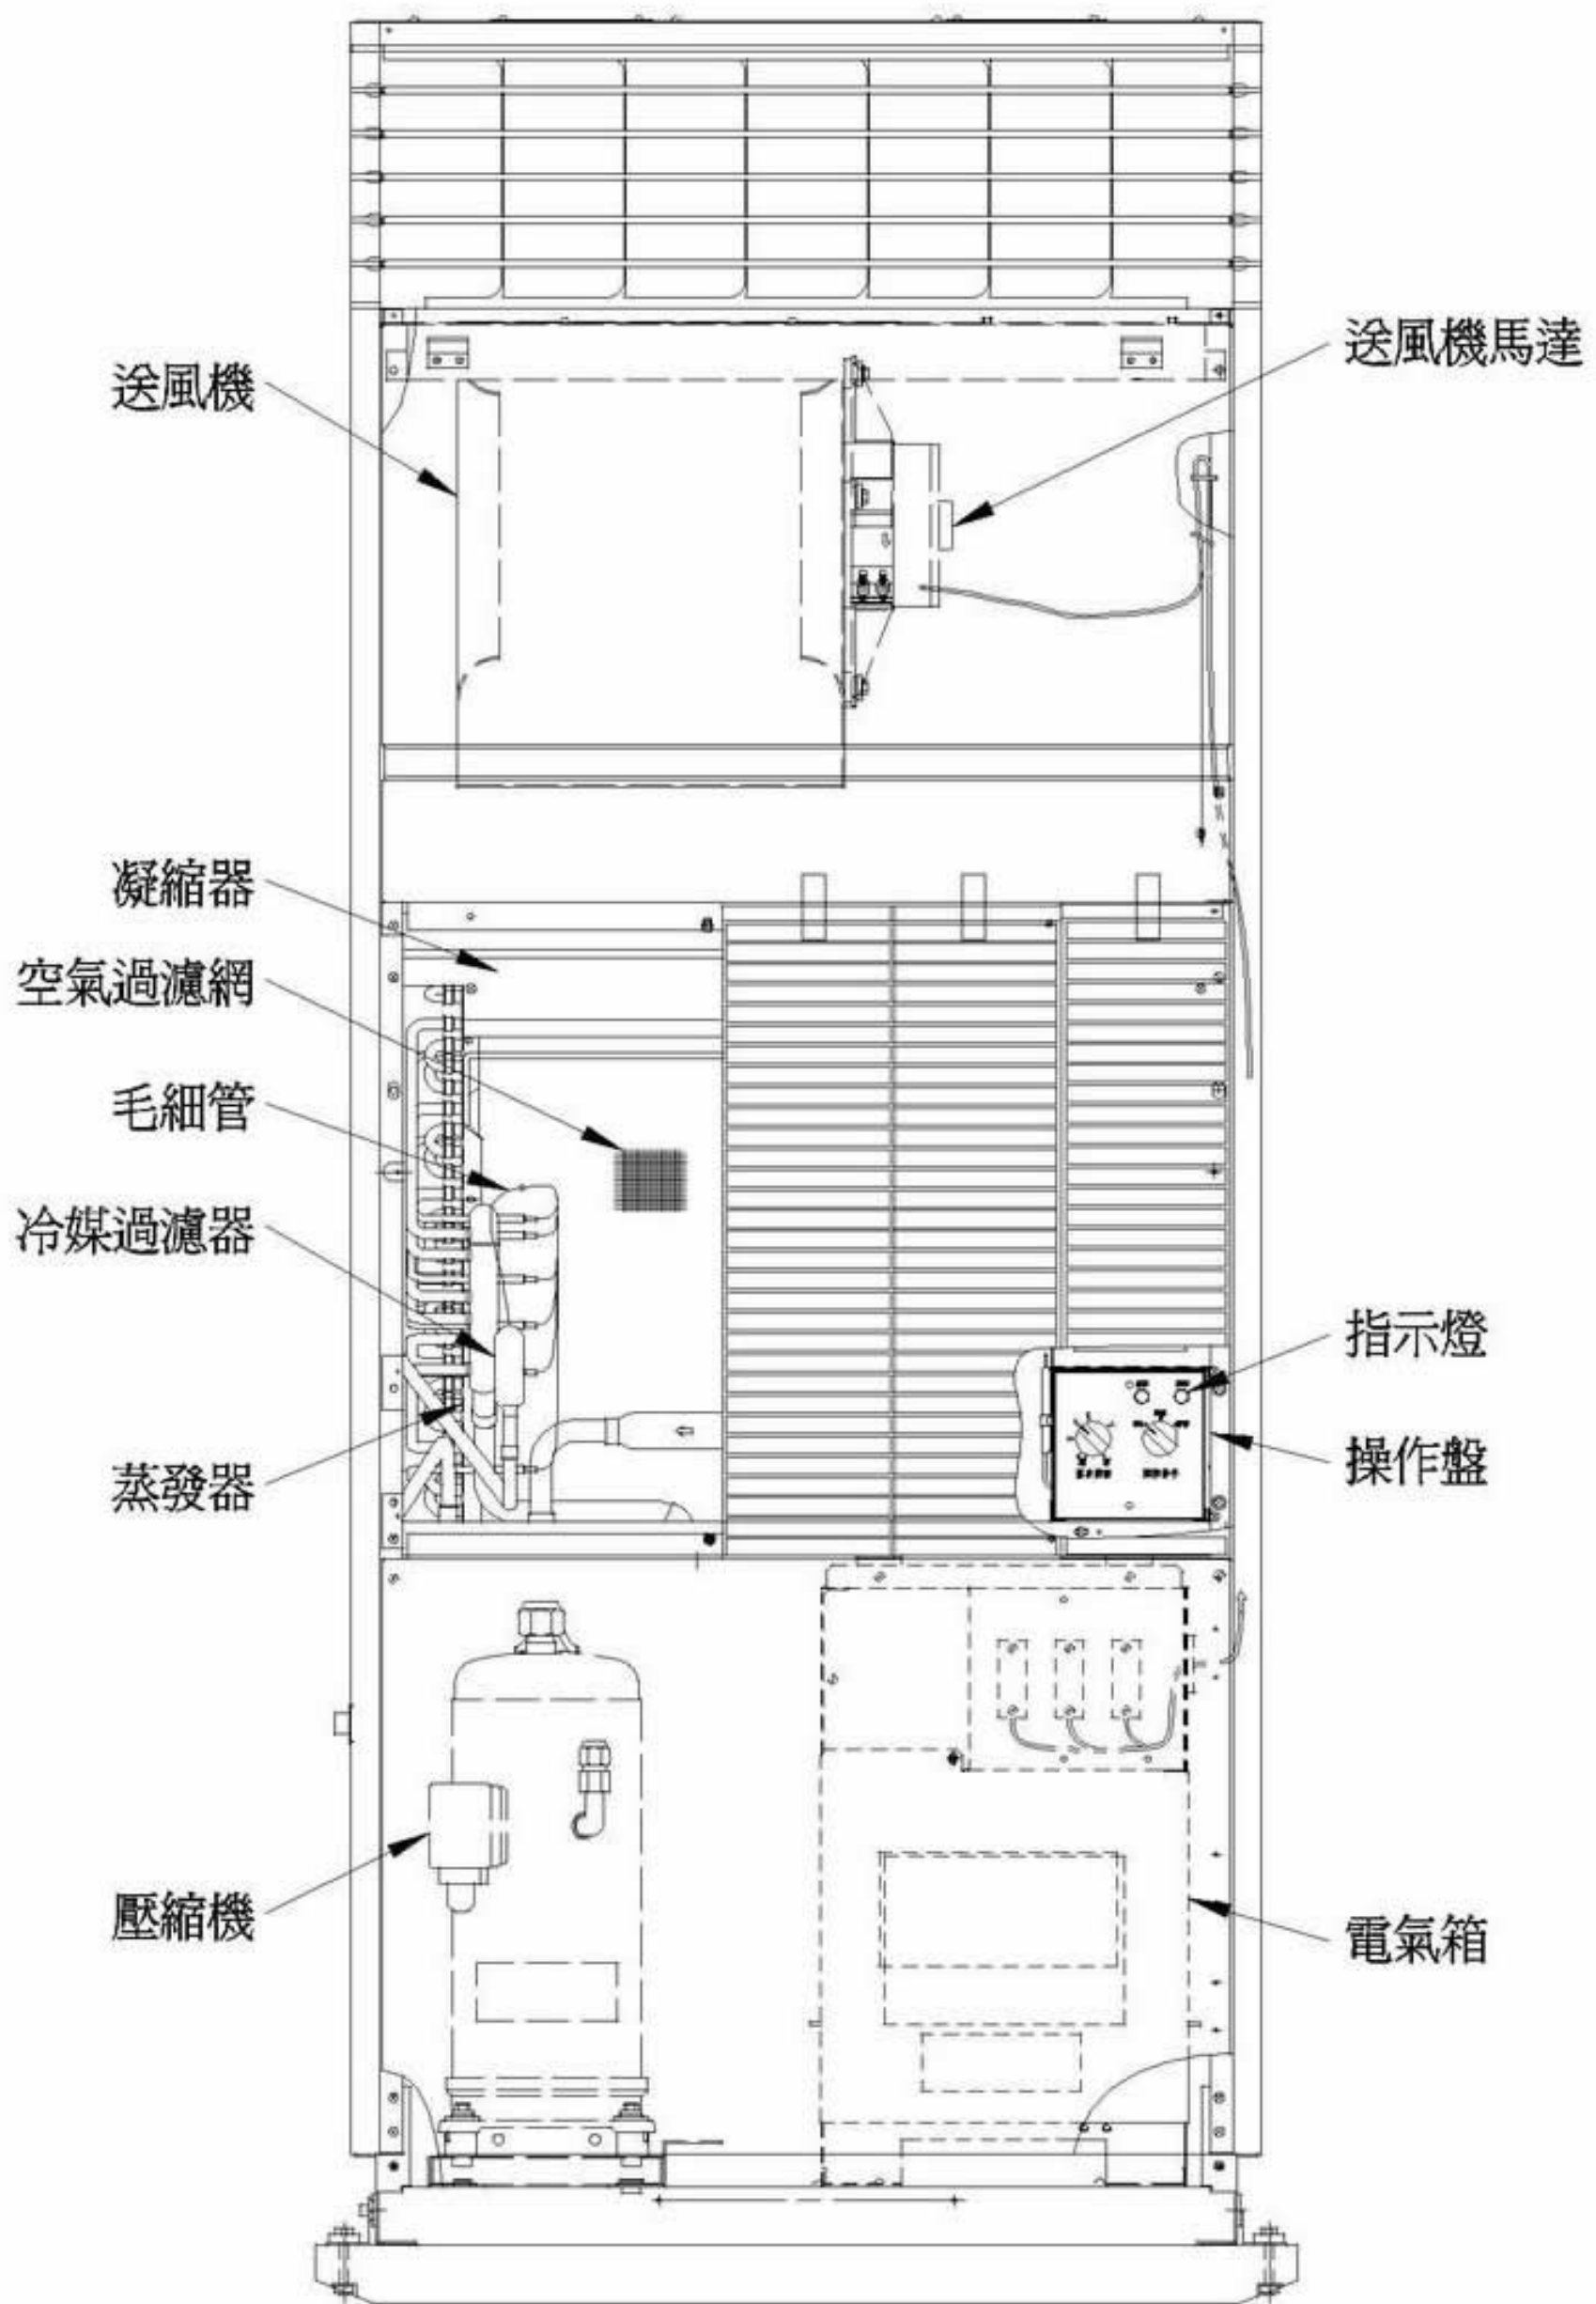 送風機馬達
送風機
凝縮器
空氣過濾網
毛細管
冷媒過濾器
指示燈
操作盤
蒸發器
壓縮機
電氣箱